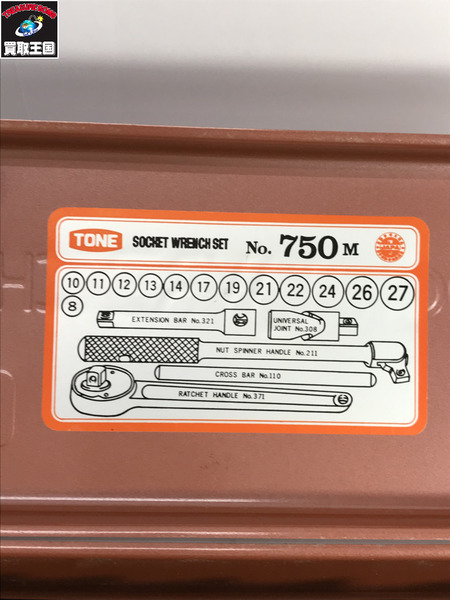 買取王国
TONE SOCKET WRENCH SET No. 750 M
10 11 12 13 14 17 19 21 22 24 26 27
8
EXTENSION BAR No.321
UNIVERSAL
JOINT No.308
NUT SPINNER HANDLE No.211
CROSS BAR No.110
RATCHET HANDLE No.371